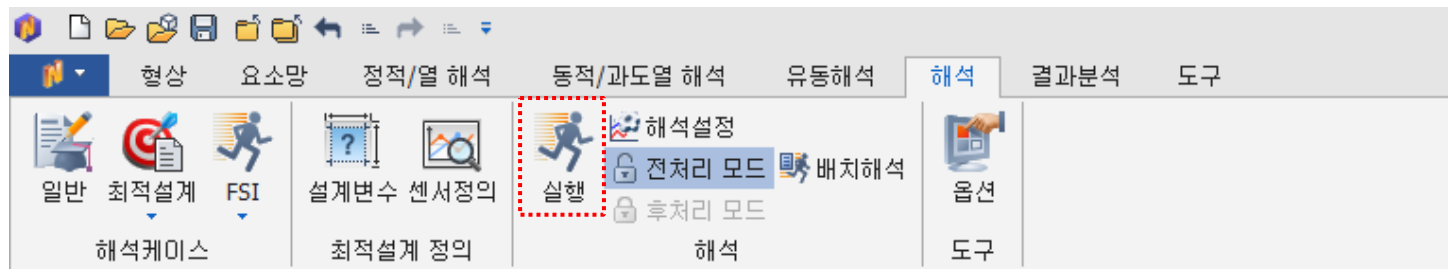 형상 요소망 정적/열 해석 동적/과도열 해석 유동해석 해석 결과분석 도구
일반 최적설계 FSI
해석케이스
?
설계변수 센서정의
최적설계 정의
실행
해석설정
전처리 모드
후처리 모드
배치해석
해석
옵션
도구